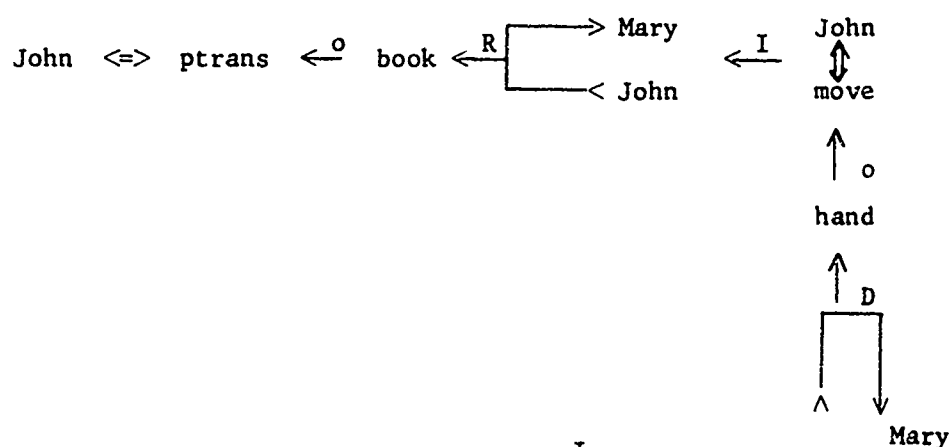 John
John <=> ptrans ←o book ←R Mary ←I
John move
o
hand
D
Mary